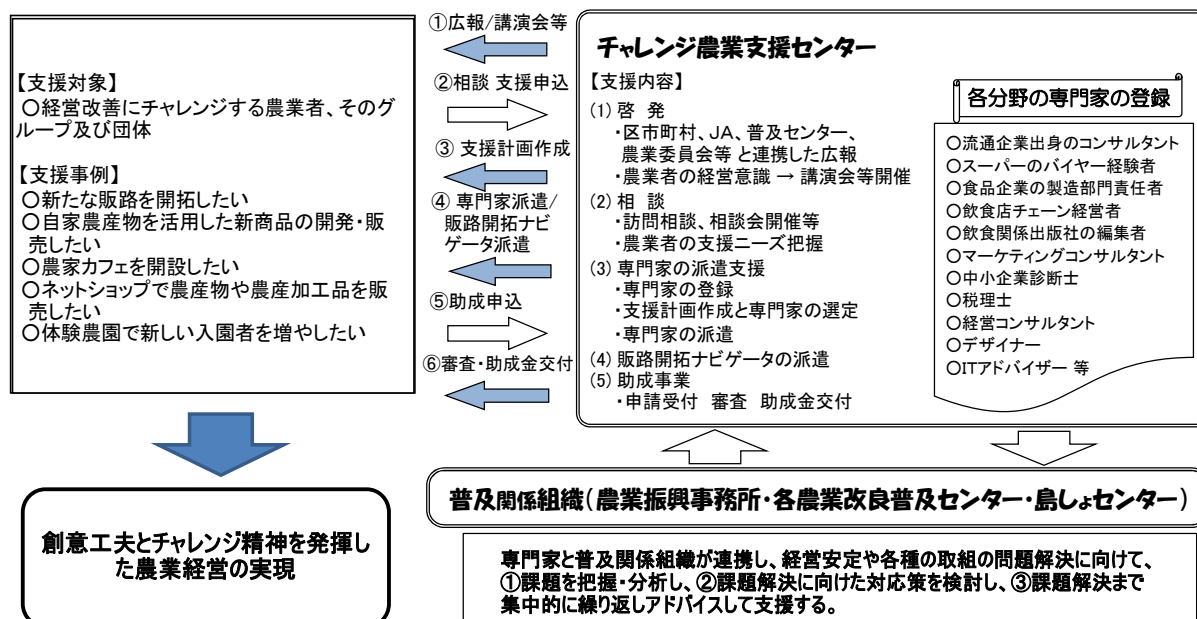 【支援対象】
○経営改善にチャレンジする農業者、そのグ
ループ及び団体
【支援事例】
○新たな販路を開拓したい
○自家農産物を活用した新商品の開発・販
売したい
○農家カフェを開設したい
○ネットショップで農産物や農産加工品を販
売したい
○体験農園で新しい入園者を増やしたい
①広報/講演会等
②相談 支援申込
③ 支援計画作成
④ 専門家派遣/
販路開拓ナビ
ゲータ派遣
⑤助成申込
⑥審査・助成金交付
チャレンジ農業支援センター
【支援内容】
(1) 啓 発
・区市町村、JA、普及センター、
農業委員会等 と連携した広報
・農業者の経営意識 → 講演会等開催
(2) 相 談
・訪問相談、相談会開催等
・農業者の支援ニーズ把握
(3) 専門家の派遣支援
・専門家の登録
・支援計画作成と専門家の選定
・専門家の派遣
(4) 販路開拓ナビゲータの派遣
(5) 助成事業
・申請受付 審査 助成金交付
各分野の専門家の登録
○流通企業出身のコンサルタント
○スーパーのバイヤー経験者
○食品企業の製造部門責任者
○飲食店チェーン経営者
○飲食関係出版社の編集者
○マーケティングコンサルタント
○中小企業診断士
○税理士
○経営コンサルタント
○デザイナー
○ITアドバイザー 等
創意工夫とチャレンジ精神を発揮し
た農業経営の実現
普及関係組織(農業振興事務所・各農業改良普及センター・島しょセンター)
専門家と普及関係組織が連携し、経営安定や各種の取組の問題解決に向けて、
①課題を把握・分析し、②課題解決に向けた対応策を検討し、③課題解決まで
集中的に繰り返しアドバイスして支援する。